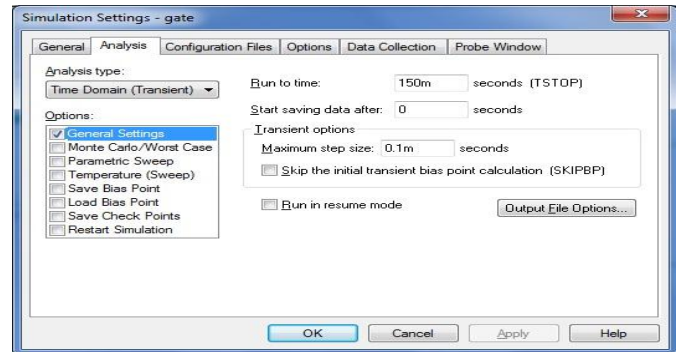 Simulation Settings - gate
General Analysis Configuration Files Options Data Collection Probe Window
Analysis type:
Time Domain (Transient)
Options:
General Settings
Monte Carlo/Worst Case
Parametric Sweep
Temperature (Sweep)
Save Bias Point
Load Bias Point
Save Check Points
Restart Simulation
Run to time: 150m seconds (TSTOP)
Start saving data after: 0 seconds
Transient options
Maximum step size: 0.1m seconds
Skip the initial transient bias point calculation (SKIPBP)
Run in resume mode
Output File Options...
OK Cancel Apply Help